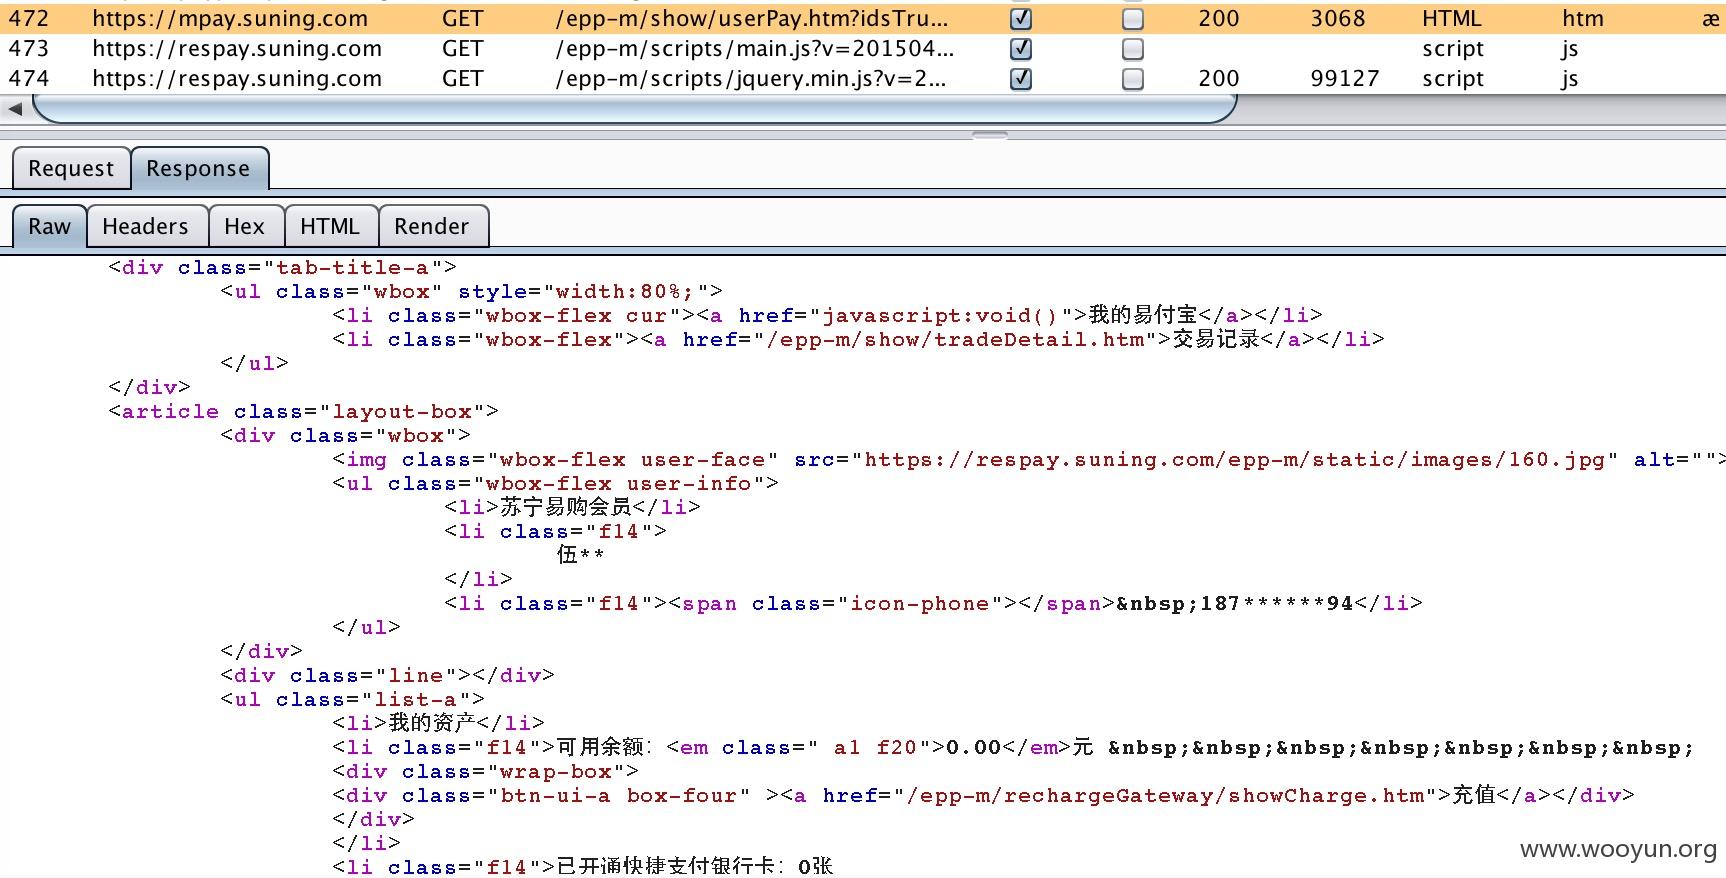 472 https://mpay.suning.com GET /epp-m/show/userPay.htm?idsTru... 200 3068 HTML htm æ
473 https://respay.suning.com GET /epp-m/scripts/main.js?v=201504... script js
474 https://respay.suning.com GET /epp-m/scripts/jquery.min.js?v=2... 200 99127 script js
Request Response
Raw Headers Hex HTML Render
<div class="tab-title-a">
<ul class="wbox" style="width:80%;">
<li class="wbox-flex cur"><a href="javascript:void()">我的易付宝</a></li>
<li class="wbox-flex"><a href="/epp-m/show/tradeDetail.htm">交易记录</a></li>
</ul>
</div>
<article class="layout-box">
<div class="wbox">
<img class="wbox-flex user-face" src="https://respay.suning.com/epp-m/static/images/160.jpg" alt="">
<ul class="wbox-flex user-info">
<li>苏宁易购会员</li>
<li class="f14">
伍**
</li>
<li class="f14"><span class="icon-phone"></span>&nbsp;187******94</li>
</ul>
</div>
<div class="line"></div>
<ul class="list-a">
<li>我的资产</li>
<li class="f14">可用余额：<em class=" a1 f20">0.00</em>元 &nbsp;&nbsp;&nbsp;&nbsp;&nbsp;&nbsp;&nbsp;
<div class="wrap-box">
<div class="btn-ui-a box-four" ><a href="/epp-m/rechargeGateway/showCharge.htm">充值</a></div>
</div>
</li>
<li class="f14">已开通快捷支付银行卡：0张
www.wooyun.org